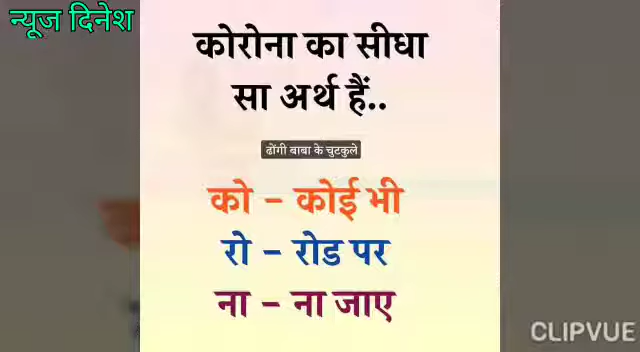 न्यूज दिनेश
कोरोना का सीधा
सा अर्थ हैं..
ढोंगी बाबा के चुटकुले
को – कोई भी
रो – रोड पर
ना – ना जाए
CLIPVUE